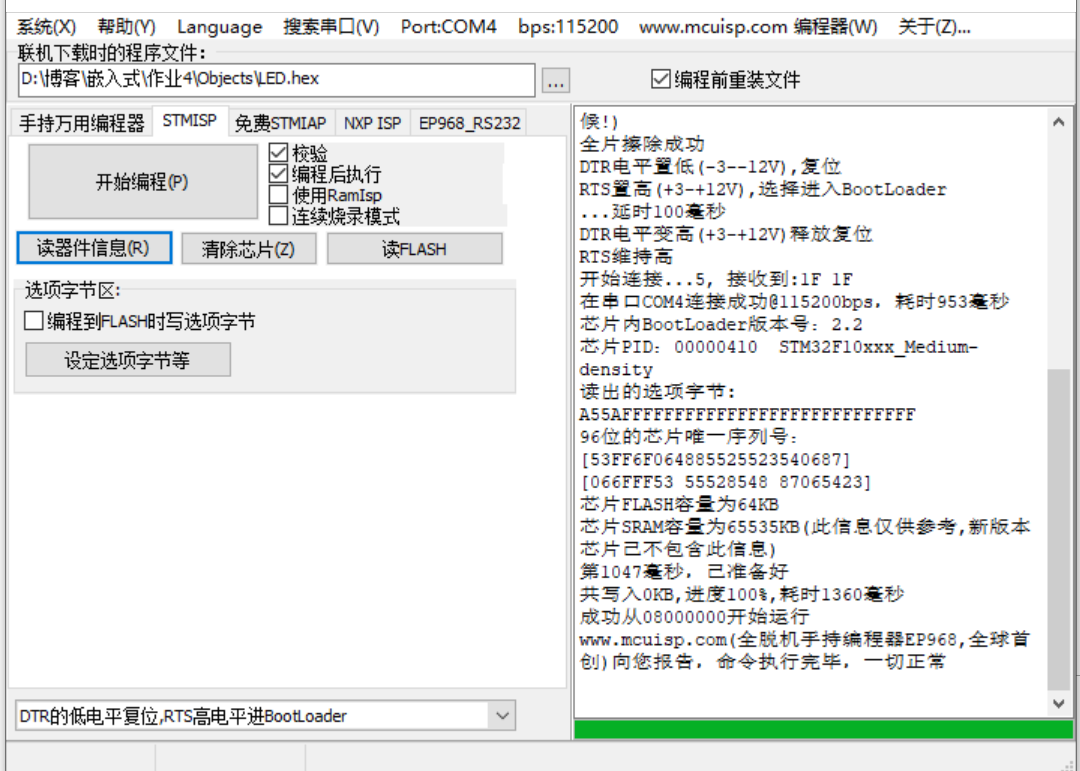 系统(X) 帮助(Y) Language 搜索串口(V) Port:COM4 bps:115200 www.mcuisp.com 编程器(W) 关于(Z)...
联机下载时的程序文件：
D:\博客\嵌入式\作业4\Objects\LED.hex
...
编程前重装文件
手持万用编程器 STMISP 免费STMIAP NXP ISP EP968_RS232
开始编程(P)
校验
编程后执行
使用RamIsp
连续烧录模式
读器件信息(R) 清除芯片(Z) 读FLASH
选项字节区:
编程到FLASH时写选项字节
设定选项字节等
DTR的低电平复位,RTS高电平进BootLoader
候!)
全片擦除成功
DTR电平置低(-3--12V),复位
RTS置高(+3-+12V),选择进入BootLoader
...延时100毫秒
DTR电平变高(+3-+12V)释放复位
RTS维持高
开始连接...5, 接收到:1F 1F
在串口COM4连接成功@115200bps，耗时953毫秒
芯片内BootLoader版本号：2.2
芯片PID：00000410 STM32F10xxx_Medium-
density
读出的选项字节：
A55AFFFFFFFFFFFFFFFFFFFFFFFFFFFF
96位的芯片唯一序列号：
[53FF6F064885525523540687]
[066FFF53 55528548 87065423]
芯片FLASH容量为64KB
芯片SRAM容量为65535KB(此信息仅供参考,新版本
芯片已不包含此信息)
第1047毫秒，已准备好
共写入0KB,进度100%,耗时1360毫秒
成功从08000000开始运行
www.mcuisp.com(全脱机手持编程器EP968,全球首
创)向您报告，命令执行完毕，一切正常